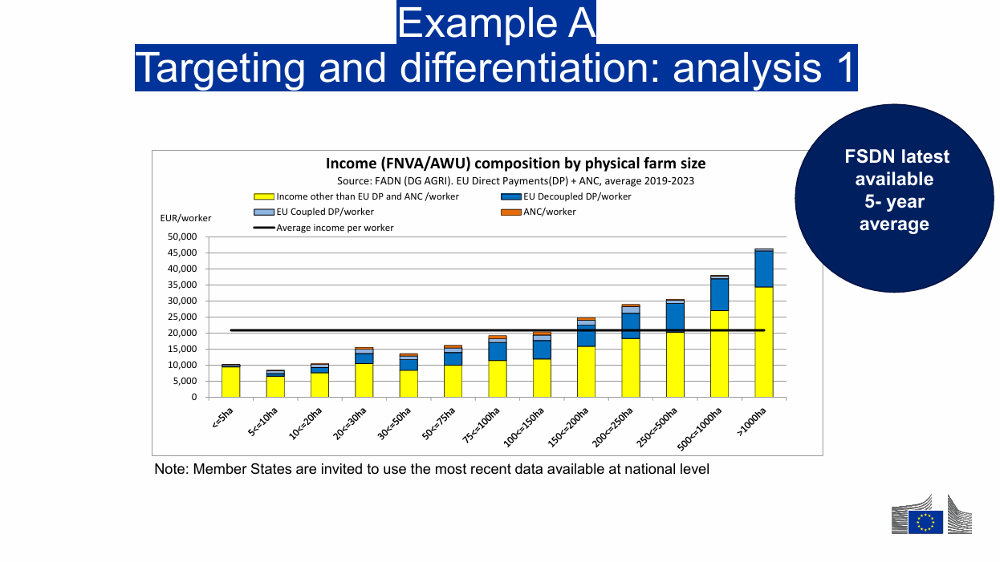 Example A
Targeting and differentiation: analysis 1
FSDN latest
available
5- year
average
Income (FNVA/AWU) composition by physical farm size
Source: FADN (DG AGRI). EU Direct Payments(DP) + ANC, average 2019-2023
Income other than EU DP and ANC /worker
EU Decoupled DP/worker
EU Coupled DP/worker
ANC/worker
Average income per worker
EUR/worker
50,000
45,000
40,000
35,000
30,000
25,000
20,000
15,000
10,000
5,000
0
<=5ha
5<=10ha
10<=20ha
20<=30ha
30<=50ha
50<=75ha
75<=100ha
100<=150ha
150<=200ha
200<=250ha
250<=500ha
500<=1000ha
>1000ha
Note: Member States are invited to use the most recent data available at national level